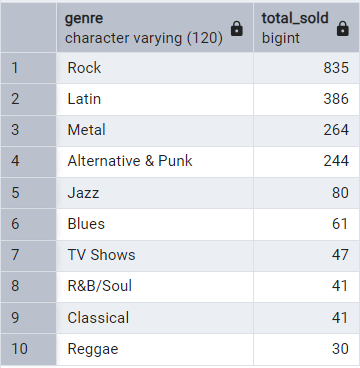 genre total_sold
character varying (120) bigint
1 Rock 835
2 Latin 386
3 Metal 264
4 Alternative & Punk 244
5 Jazz 80
6 Blues 61
7 TV Shows 47
8 R&B/Soul 41
9 Classical 41
10 Reggae 30